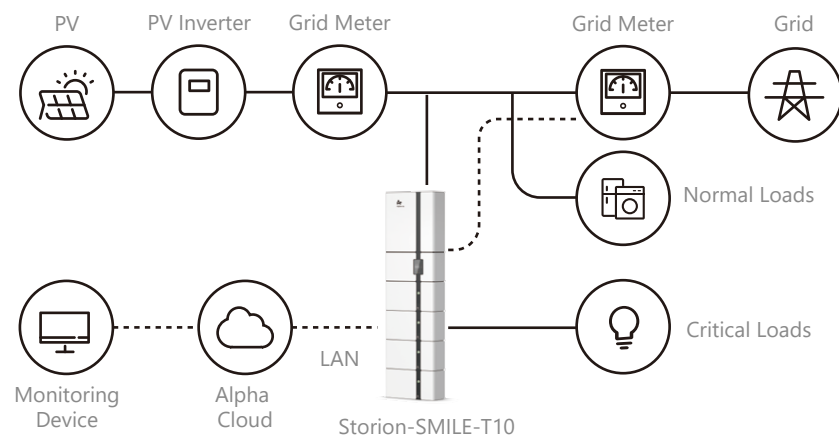 PV
PV Inverter
Grid Meter
Grid Meter
Grid
Normal Loads
Critical Loads
LAN
Monitoring
Device
Alpha
Cloud
Storion-SMILE-T10